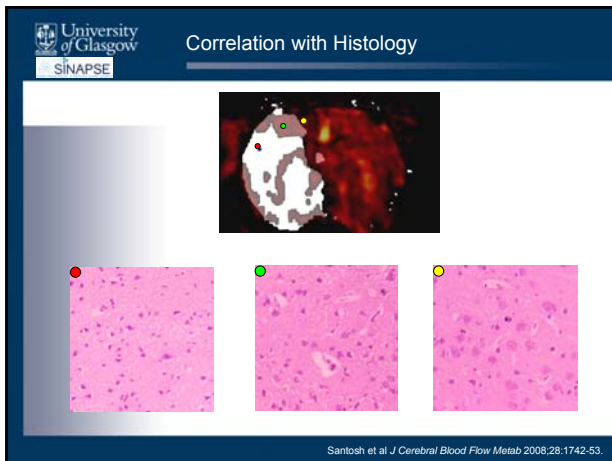 University
of Glasgow
SINAPSE
Correlation with Histology
Santosh et al J Cerebral Blood Flow Metab 2008;28:1742-53.